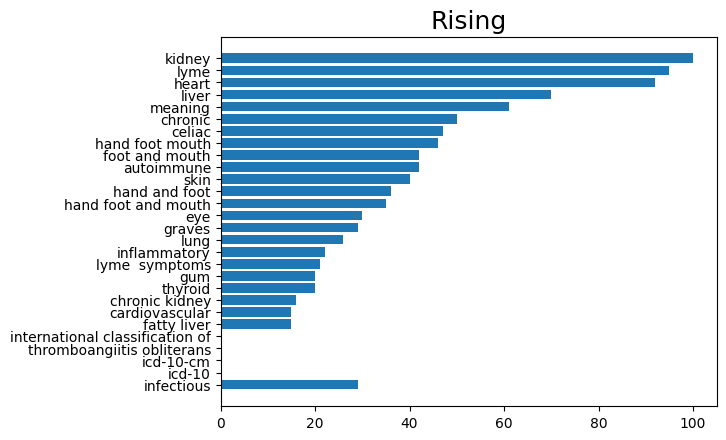 Rising
kidney
lyme
heart
liver
meaning
chronic
celiac
hand foot mouth
foot and mouth
autoimmune
skin
hand and foot
hand foot and mouth
eye
graves
lung
inflammatory
lyme  symptoms
gum
thyroid
chronic kidney
cardiovascular
fatty liver
international classification of
thromboangiitis obliterans
icd-10-cm
icd-10
infectious
0 20 40 60 80 100